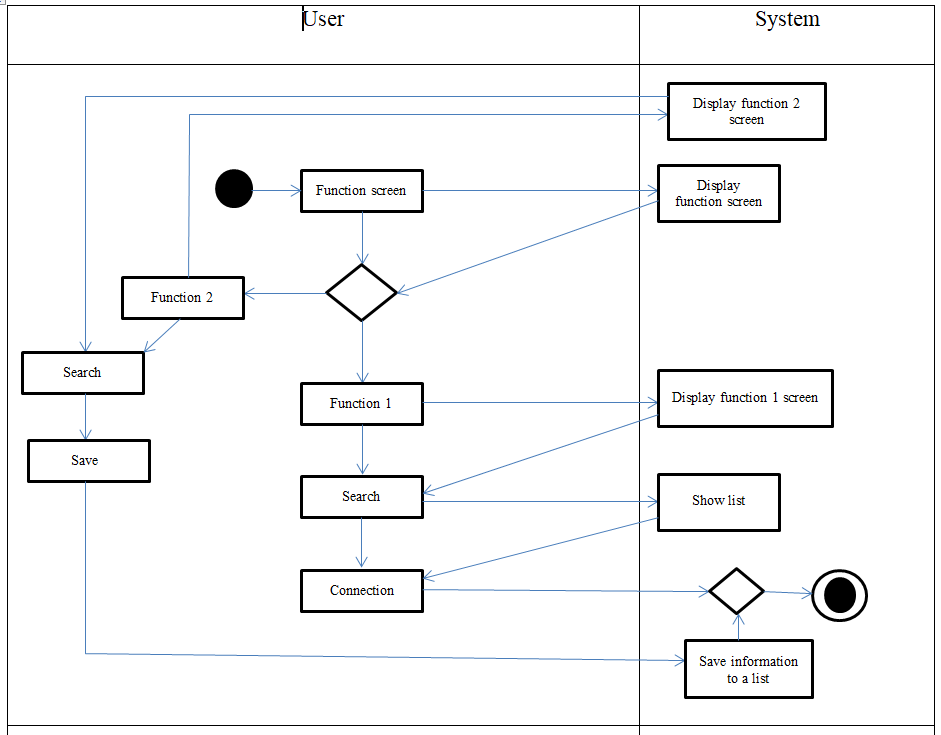 User
System
Display function 2
screen
Function screen
Display
function screen
Function 2
Search
Function 1
Display function 1 screen
Save
Search
Show list
Connection
Save information
to a list